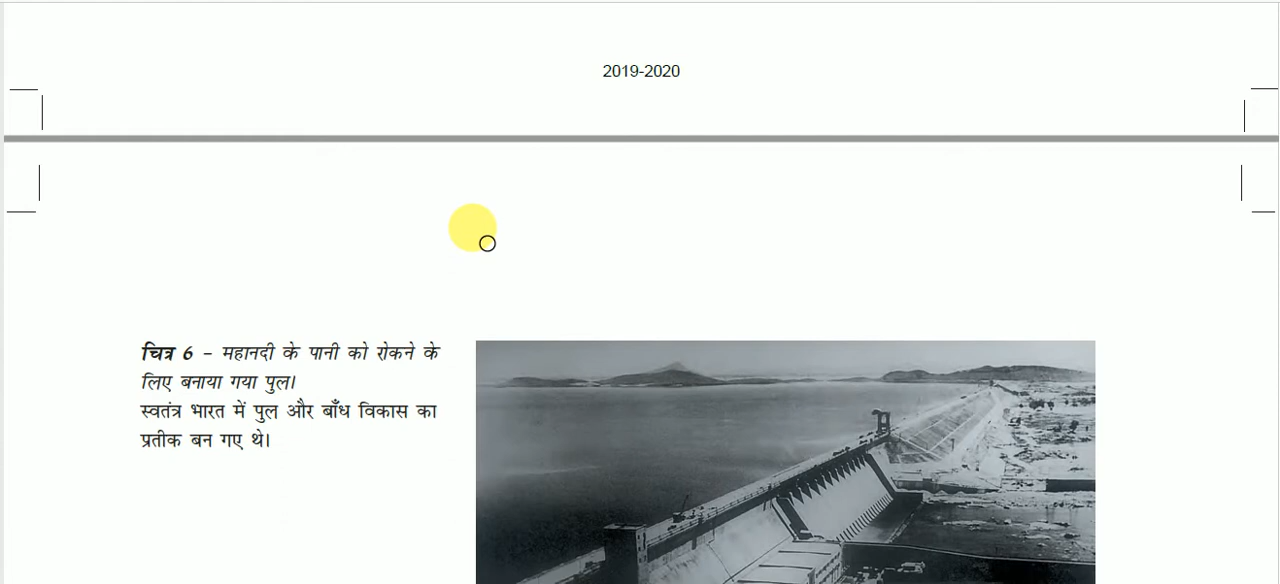 2019-2020
चित्र 6 – महानदी के पानी को रोकने के
लिए बनाया गया पुल।
स्वतंत्र भारत में पुल और बाँध विकास का
प्रतीक बन गए थे।